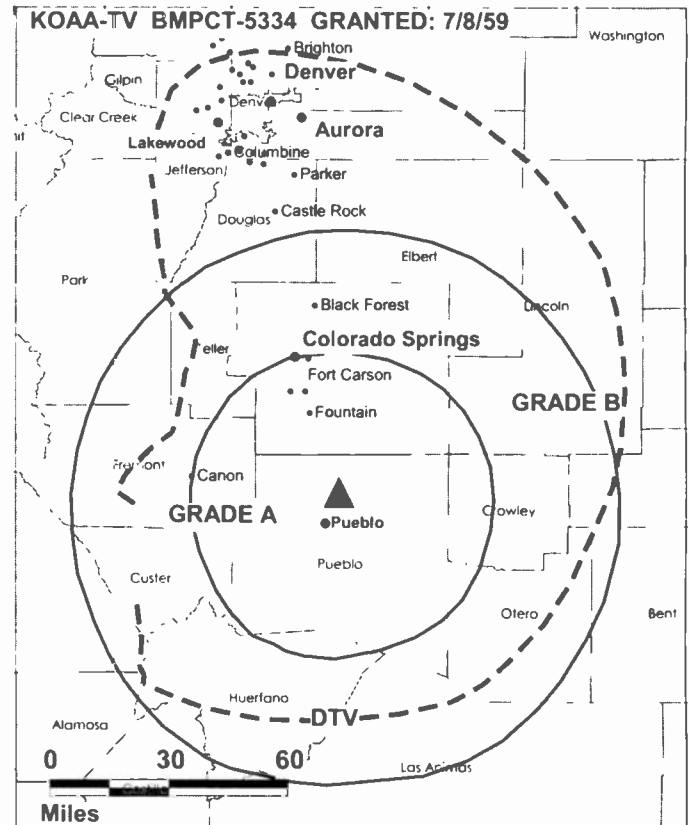 KOAA-TV BMPCT-5334 GRANTED: 7/8/59
Washington
Brighton
Gilpin
Denver
Clear Creek
Aurora
Lakewood
Columbine
Jefferson
Parker
Castle Rock
Douglas
Elbert
Park
Black Forest
Lincoln
Colorado Springs
Teller
Fort Carson
GRADE B
Fountain
Fremont
Canon
GRADE A
Crowley
Pueblo
Pueblo
Custer
Otero
Bent
Huerfano
DTV
Alamosa
0 30 60
Las Animas
Miles